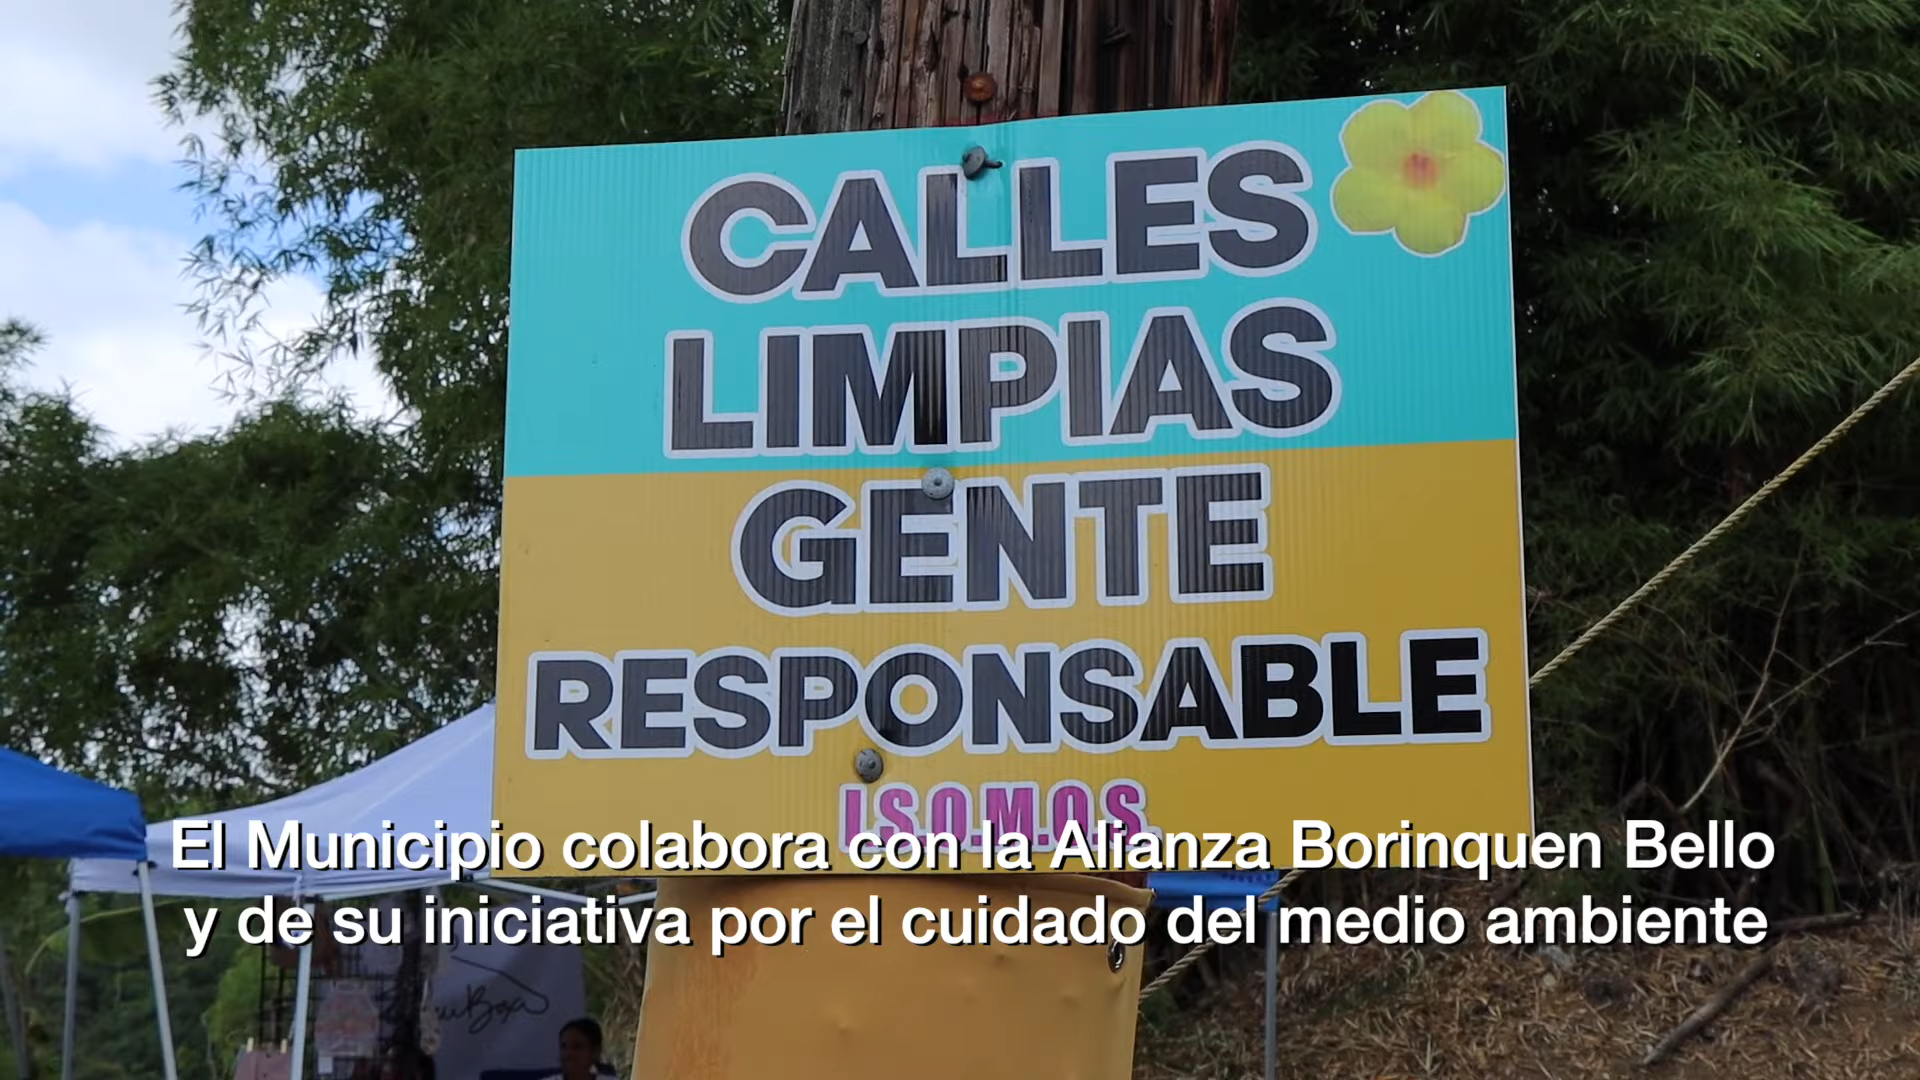 CALLES
LIMPIAS
GENTE
RESPONSABLE
I.S.O.M.O.S.
El Municipio colabora con la Alianza Borinquen Bello
y de su iniciativa por el cuidado del medio ambiente